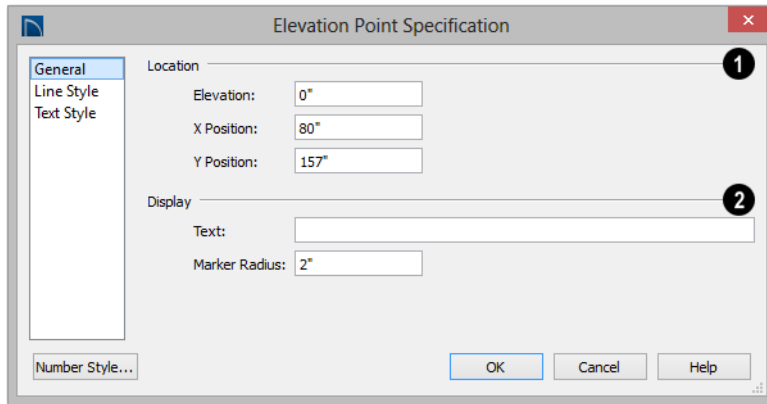 Elevation Point Specification
General
Line Style
Text Style
Location 1
Elevation: 0"
X Position: 80"
Y Position: 157"
Display 2
Text:
Marker Radius: 2"
Number Style... OK Cancel Help